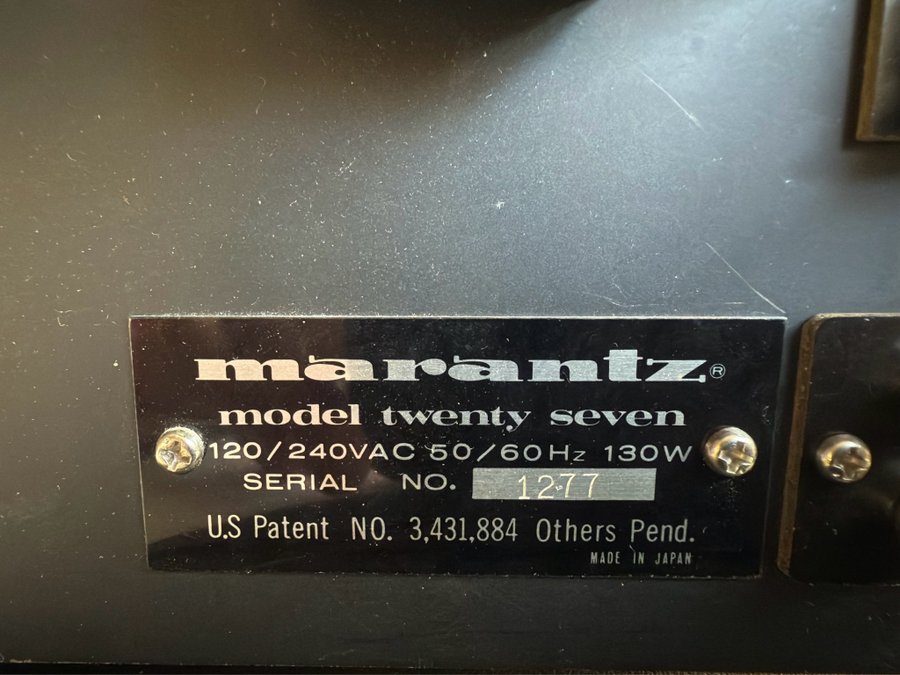 marantz®
model twenty seven
120/240VAC 50/60Hz 130W
SERIAL NO. 1277
U.S Patent NO. 3,431,884 Others Pend.
MADE IN JAPAN